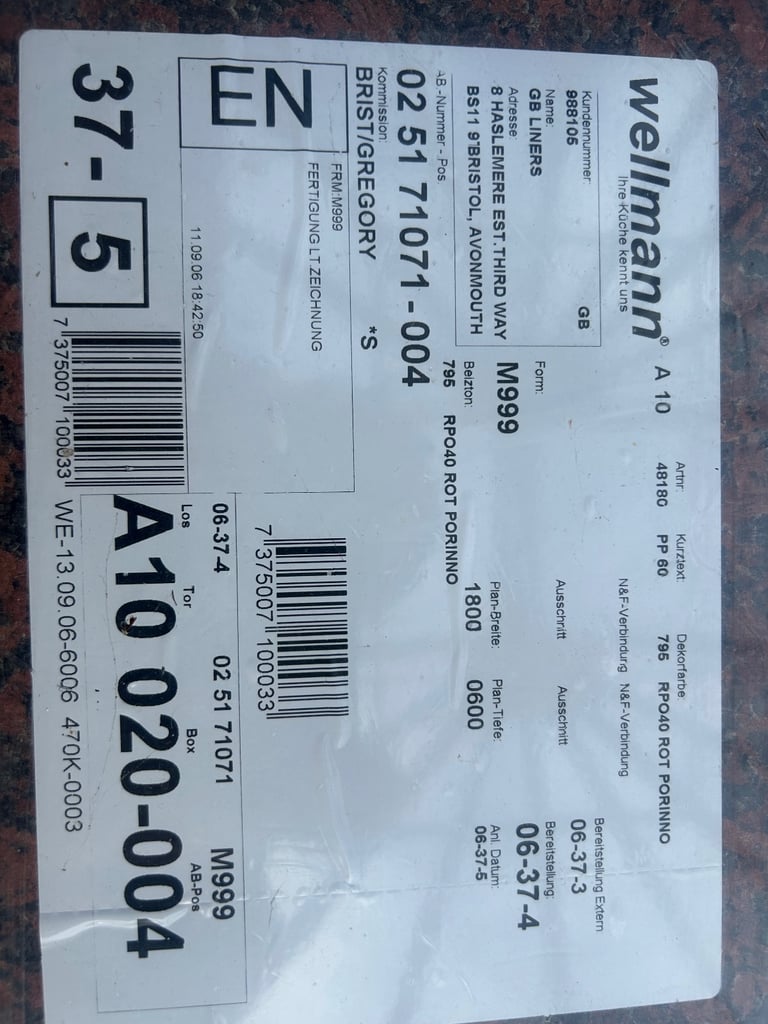 wellmann® A 10
Ihre Küche kennt uns
Artnr: Kurztext: Dekorfarbe
48180 PP 60 795 RPO40 ROT PORINNO
N&F-Verbindung N&F-Verbindung
Kundennummer:
988105 GB
Name:
GB LINERS
Adresse:
8 HASLEMERE EST.THIRD WAY
BS11 9'BRISTOL, AVONMOUTH
Bereitstellung Extern:
06-37-3
Ausschnitt Ausschnitt
Form: Bereitstellung:
M999 06-37-4
Plan-Breite: Plan-Tiefe: Anl. Datum:
1800 0600 06-37-5
Beizton:
795 RPO40 ROT PORINNO
AB.-Nummer - Pos
02 51 71071 - 004
Kommission:
BRIST/GREGORY *S
FRM:M999
FERTIGUNG LT.ZEICHNUNG
N
E
11.09.06 18:42:50
7 375007 100033
06-37-4 02 51 71071 M999
Los Tor Box AB-Pos
A10 020-004
37- 5
7 375007 100033
WE-13.09.06-6006 470K-0003